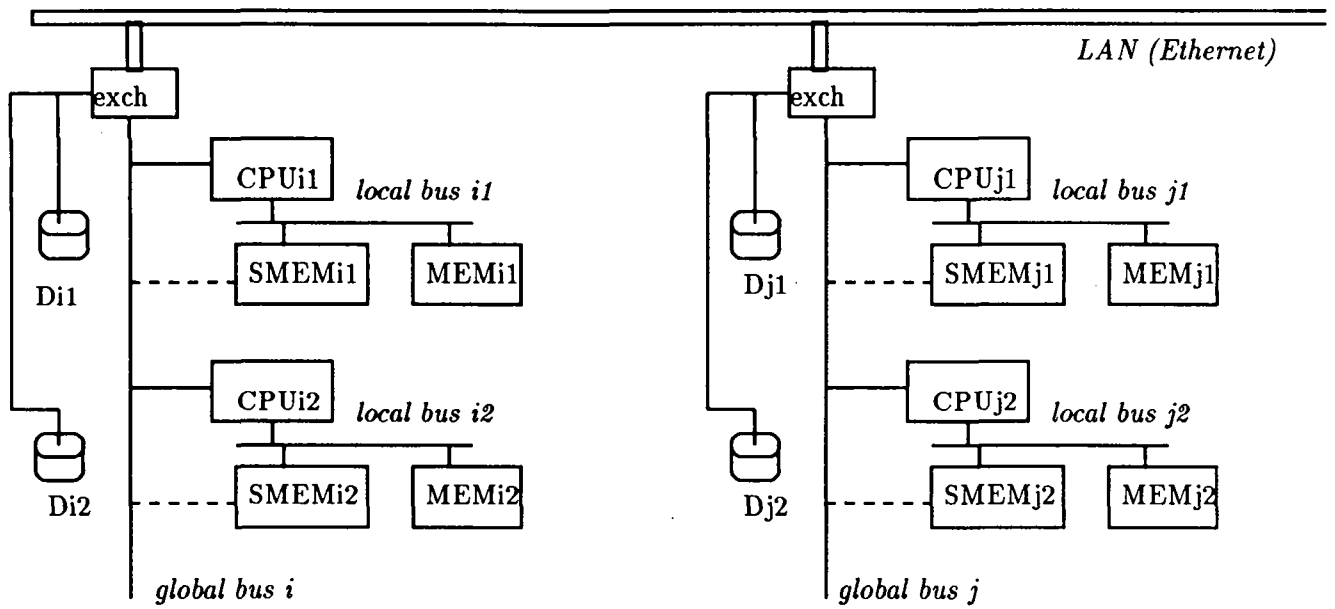 LAN (Ethernet)
exch
exch
CPUi1
local bus i1
SMEMi1
MEMi1
Di1
CPUj1
local bus j1
SMEMj1
MEMj1
Dj1
CPUi2
local bus i2
SMEMi2
MEMi2
Di2
CPUj2
local bus j2
SMEMj2
MEMj2
Dj2
global bus i
global bus j